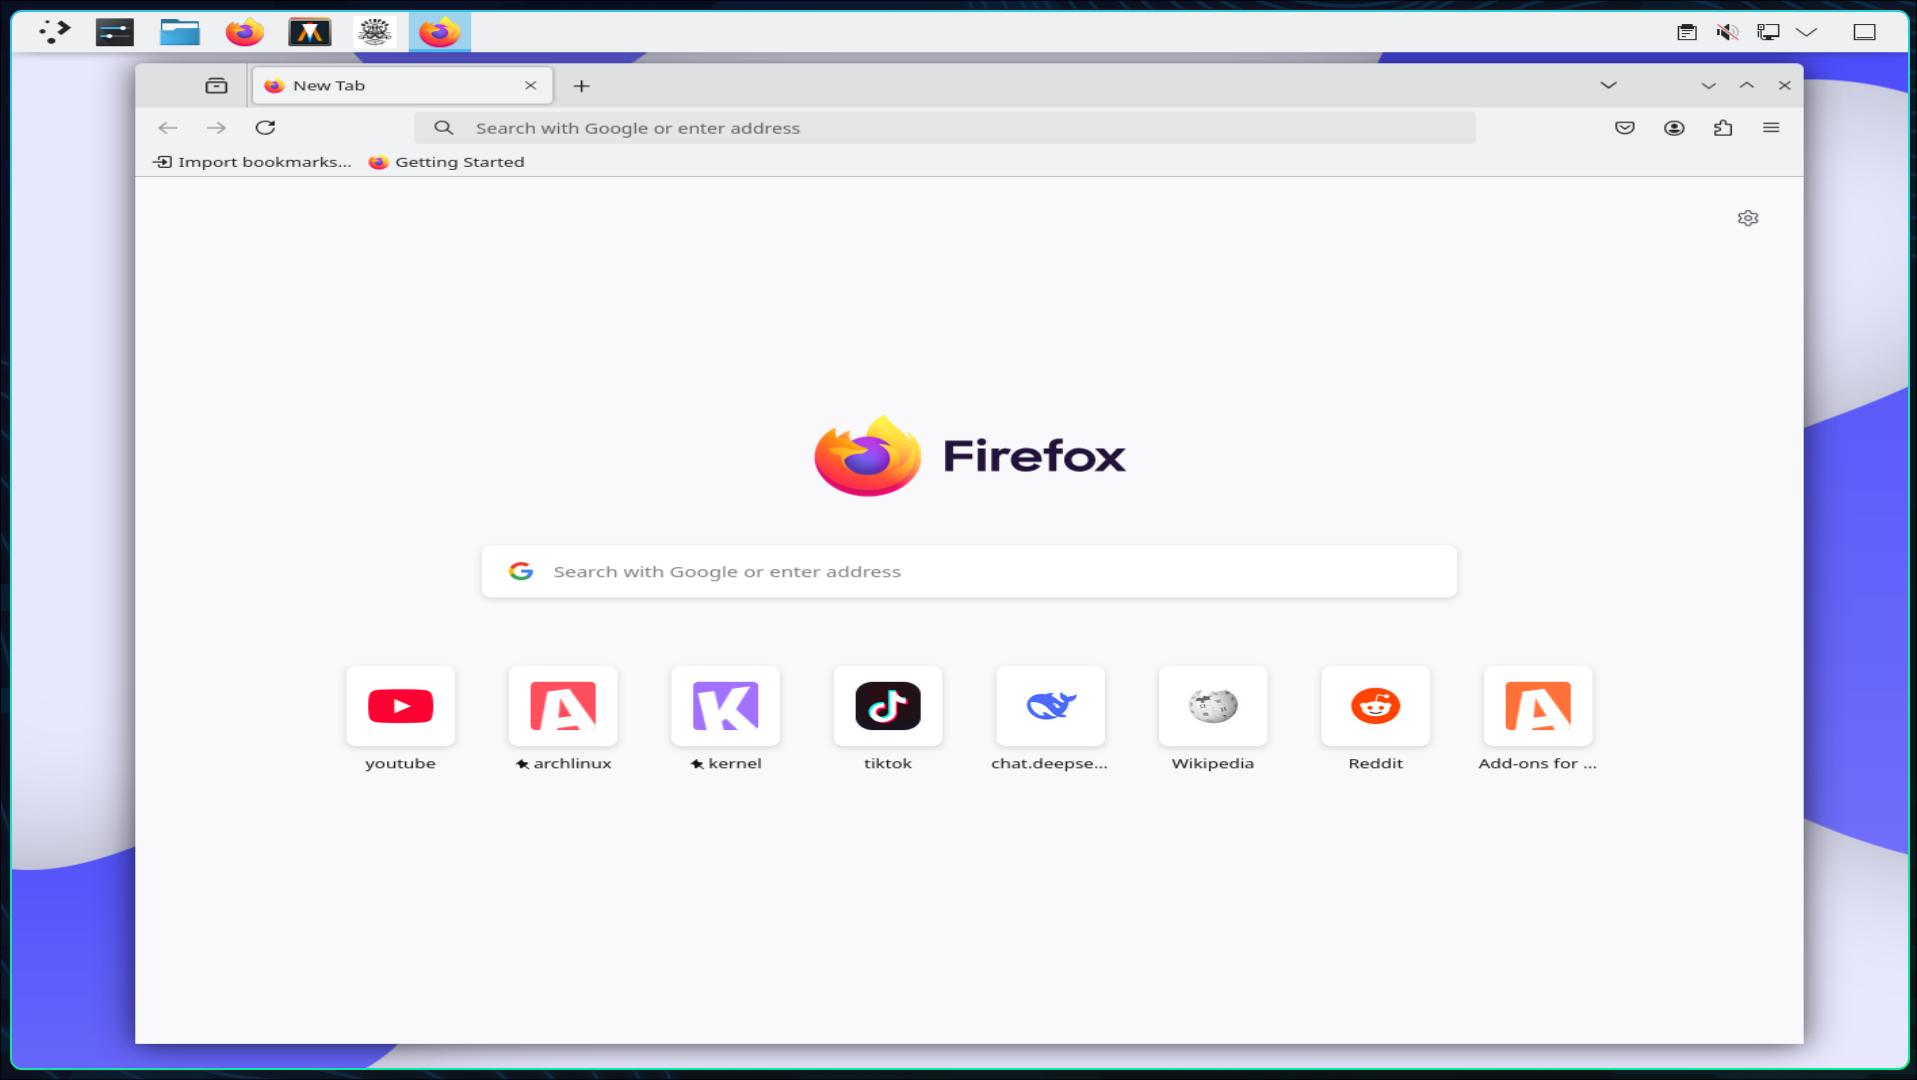 New Tab
Search with Google or enter address
Import bookmarks...
Getting Started
Firefox
Search with Google or enter address
youtube
archlinux
kernel
tiktok
chat.deepse...
Wikipedia
Reddit
Add-ons for ...